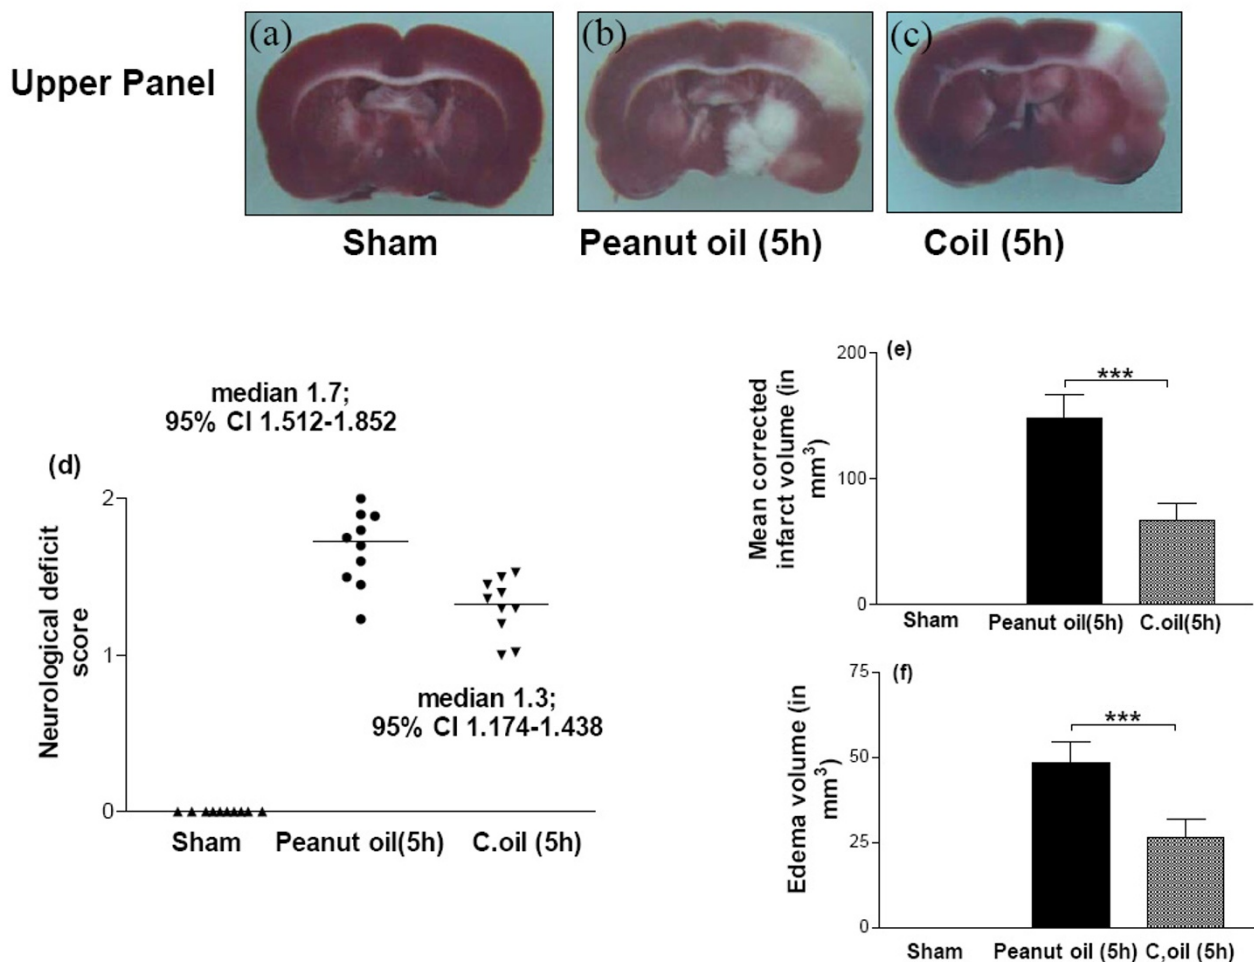 Upper Panel
(a)
(b)
(c)
Sham
Peanut oil (5h)
Coil (5h)
median 1.7;
95% CI 1.512-1.852
(d)
2
1
0
Neurological deficit
score
median 1.3;
95% CI 1.174-1.438
Sham
Peanut oil(5h)
C.oil (5h)
(e)
200
100
0
Mean corrected
infarct volume (in
mm³)
***
Sham
Peanut oil(5h)
C.oil(5h)
(f)
75
50
25
0
Edema volume (in
mm³)
***
Sham
Peanut oil (5h)
C,oil (5h)